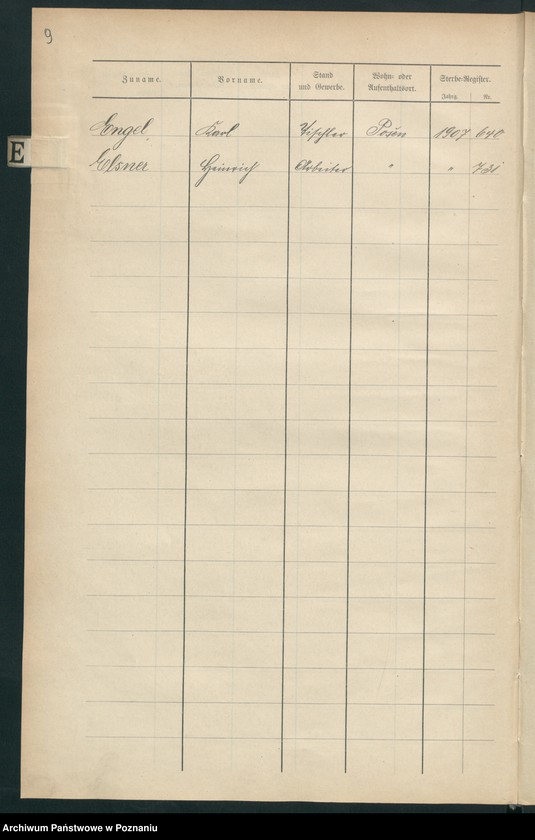 9
Zuname. Vorname. Stand und Gewerbe. Wohn- oder Aufenthaltsort. Sterbe-Register.
Jahrg. Nr.
Engel Karl Tischler Posen 1907 640
E
Elsner Heinrich Arbeiter " " 721
Archiwum Państwowe w Poznaniu